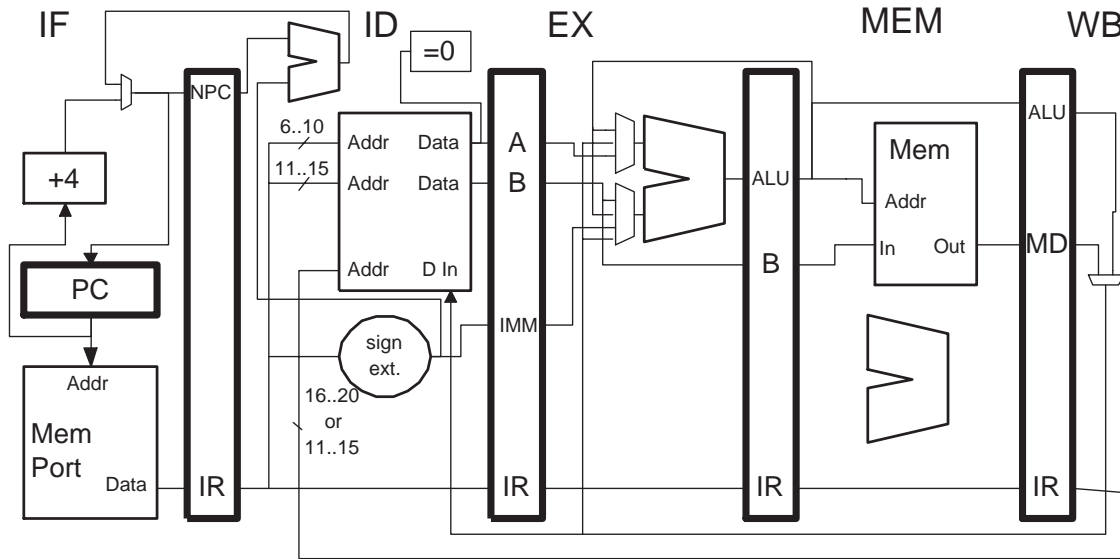 IF
ID
EX
MEM
WB
=0
NPC
6..10
11..15
Addr
Data
Addr
Data
Addr
D In
A
B
ALU
B
Mem
Addr
In
Out
ALU
MD
+4
PC
IMM
sign
ext.
Addr
Mem
Port
Data
16..20
or
11..15
IR
IR
IR
IR